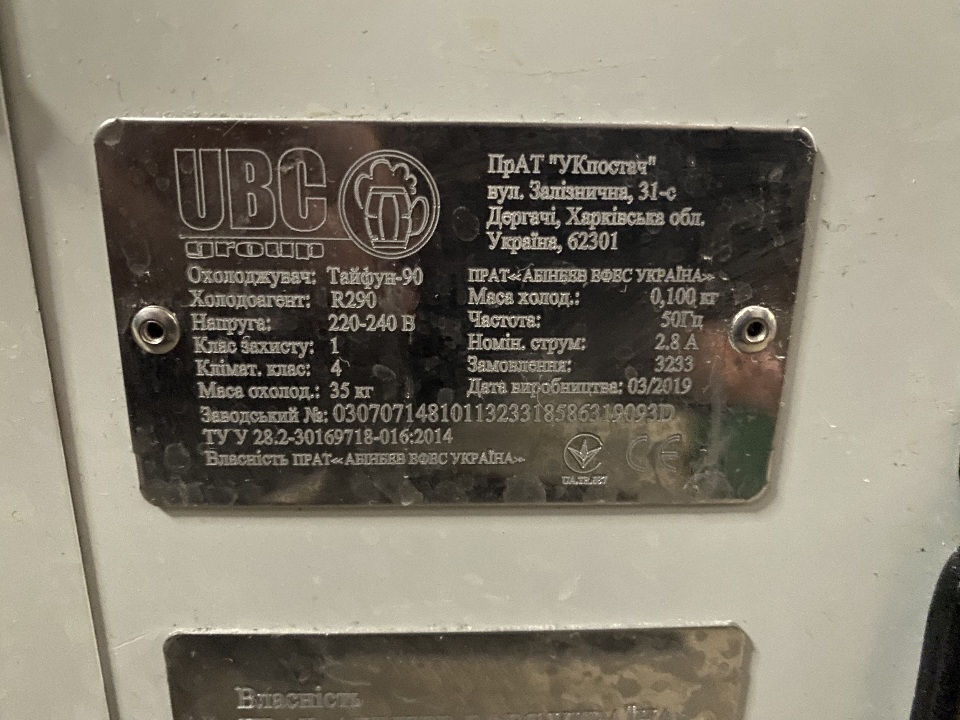 UBC
group
ПрАТ "УКпостач"
вул. Залізнична, 31-с
Дергачі, Харківська обл.
Україна, 62301
Охолоджувач: Тайфун-90
Холодоагент: R290
Напруга: 220-240 В
Клас захисту: 1
Клімат. клас: 4
Маса охолод.: 35 кг
ПРАТ«АБІНБЕВ ЕФЕС УКРАЇНА»
Маса холод.: 0,100 кг
Частота: 50Гц
Номін. струм: 2.8 А
Замовлення: 3233
Дата виробництва: 03/2019
Заводський №: 0307071481011323318586319093D
ТУ У 28.2-30169718-016:2014
Власність ПРАТ«АБІНБЕВ ЕФЕС УКРАЇНА»
CE
Власність